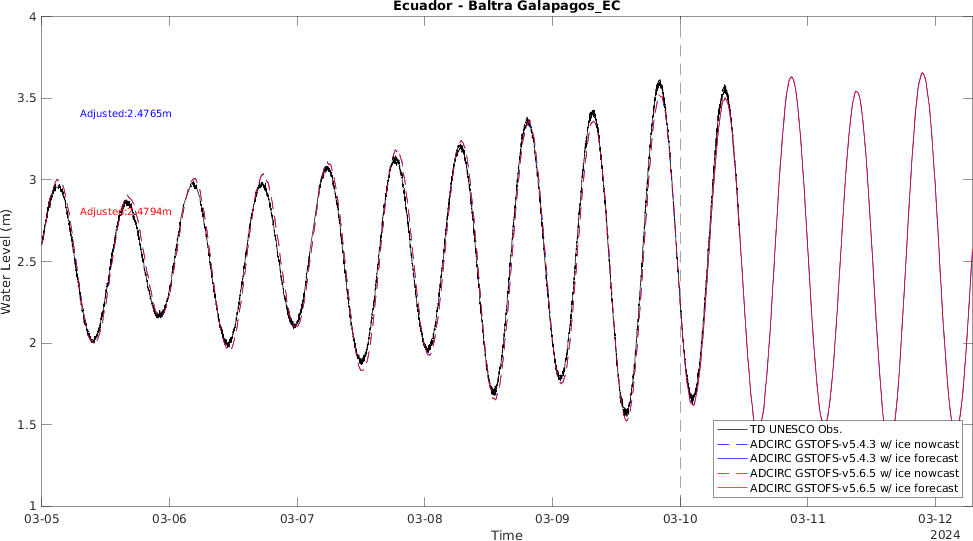 Ecuador - Baltra Galapagos_EC
4
3.5
3
2.5
2
1.5
1
Water Level (m)
Adjusted:2.4765m
Adjusted:2.4794m
TD UNESCO Obs.
ADCIRC GSTOFS-v5.4.3 w/ ice nowcast
ADCIRC GSTOFS-v5.4.3 w/ ice forecast
ADCIRC GSTOFS-v5.6.5 w/ ice nowcast
ADCIRC GSTOFS-v5.6.5 w/ ice forecast
03-05 03-06 03-07 03-08 03-09 03-10 03-11 03-12
2024
Time